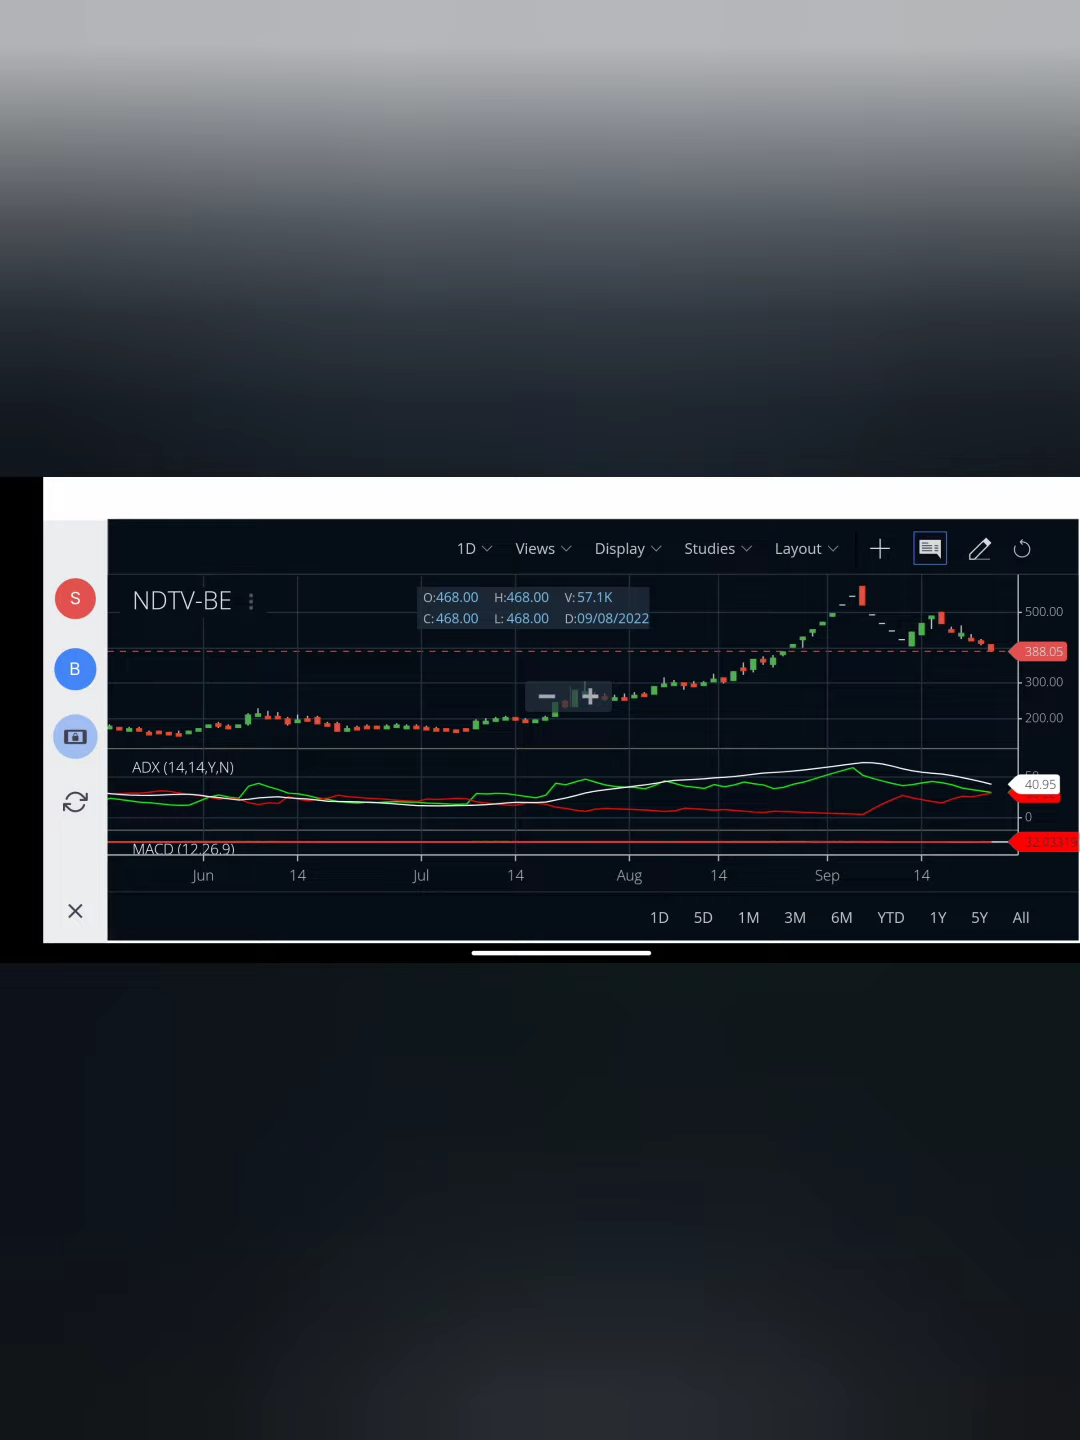 1D Views Display Studies Layout
S
NDTV-BE
O:468.00 H:468.00 V:57.1K
C:468.00 L:468.00 D:09/08/2022
500.00
B
388.05
300.00
200.00
ADX (14,14,Y,N)
40.95
0
MACD (12,26,9)
Jun 14 Jul 14 Aug 14 Sep 14
1D 5D 1M 3M 6M YTD 1Y 5Y All